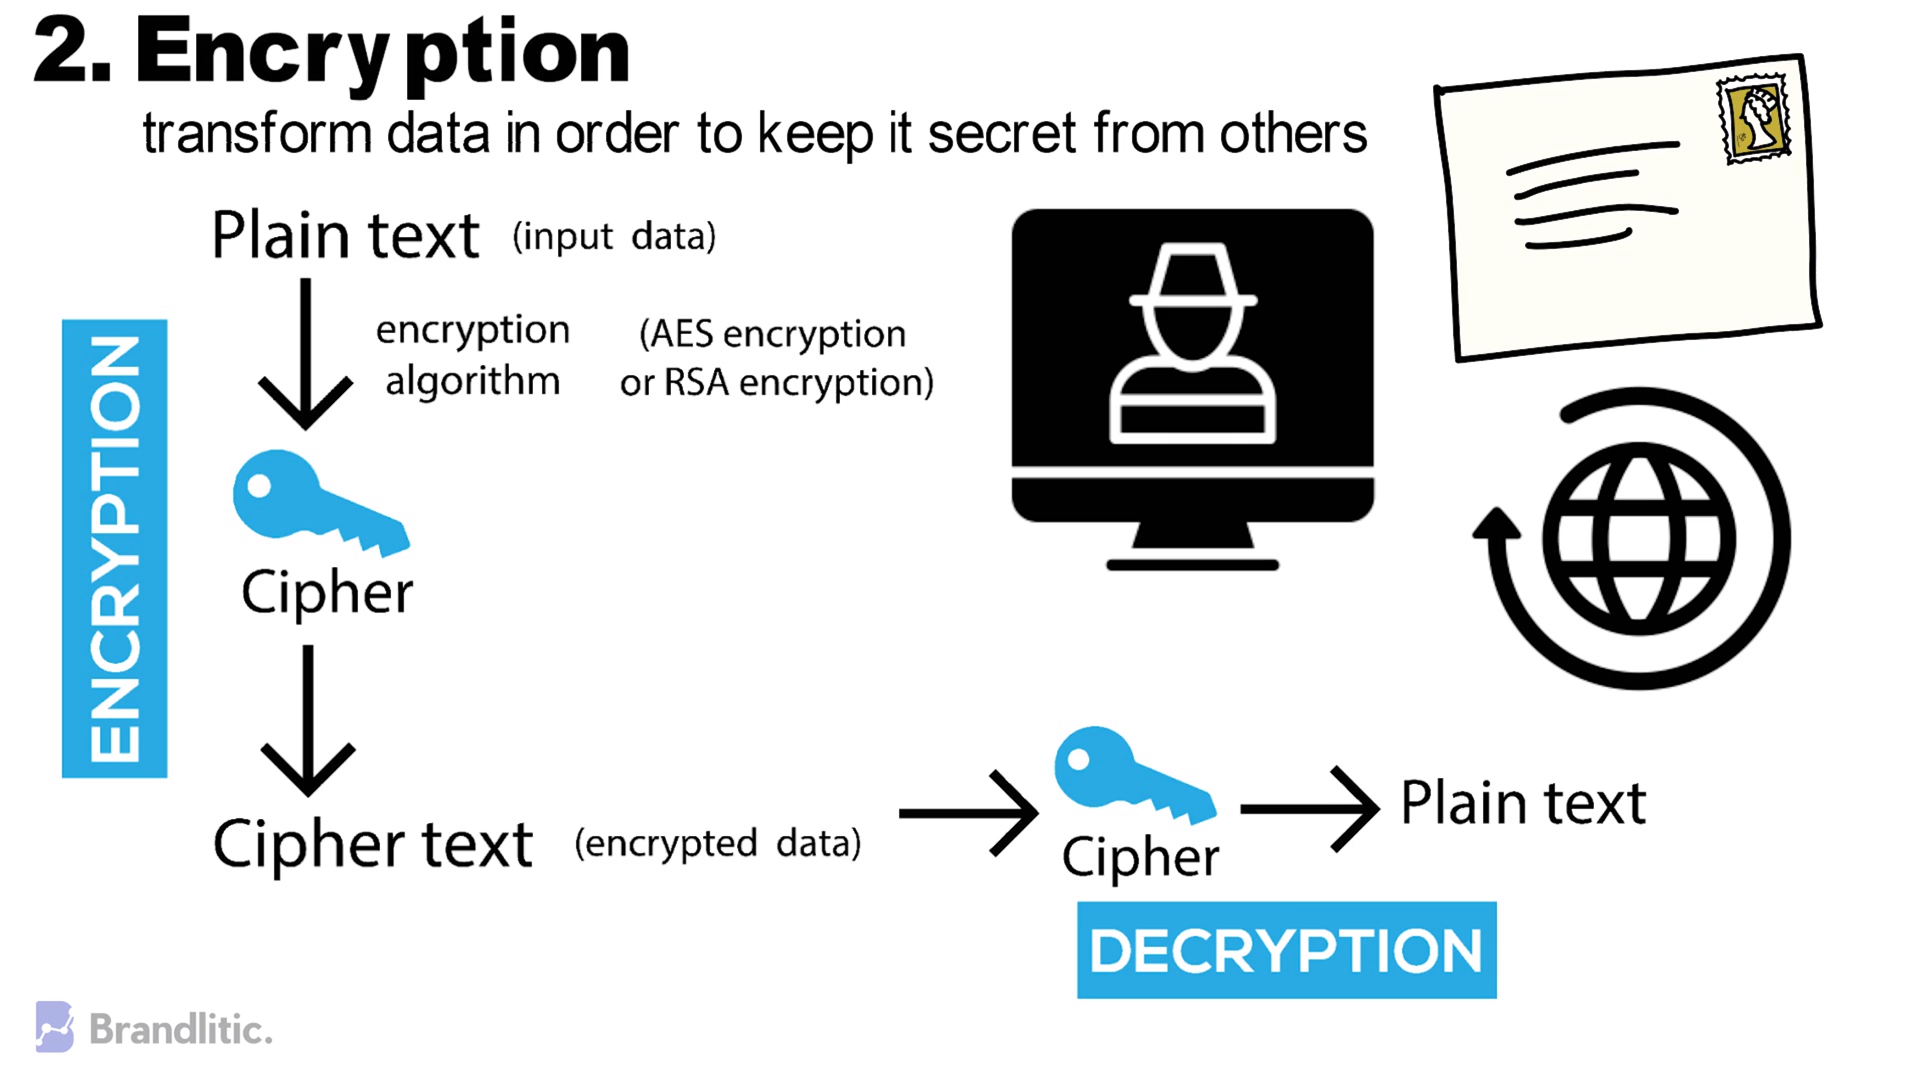 2. Encryption
transform data in order to keep it secret from others
Plain text (input data)
encryption
algorithm
(AES encryption
or RSA encryption)
ENCRYPTION
Cipher
Cipher text (encrypted data)
Cipher
Plain text
DECRYPTION
Brandlitic.